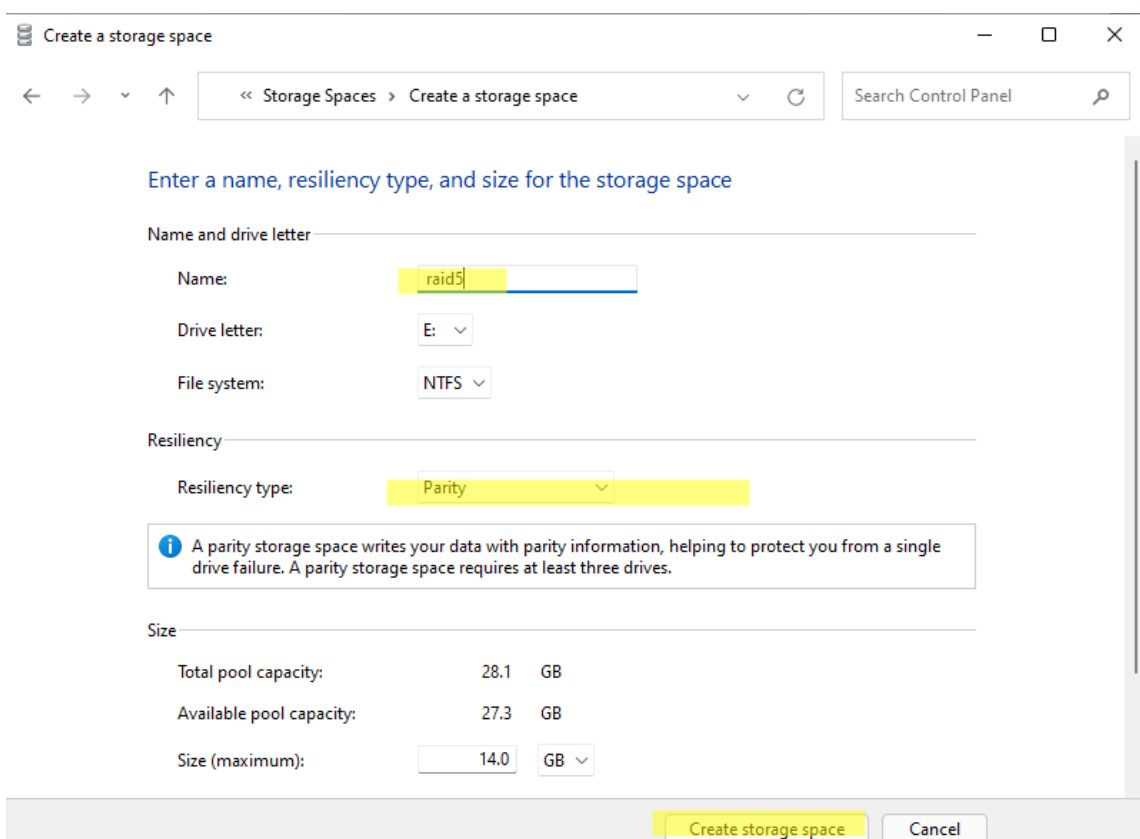 Create a storage space
« Storage Spaces > Create a storage space
Search Control Panel
Enter a name, resiliency type, and size for the storage space
Name and drive letter
Name: raid5
Drive letter: E:
File system: NTFS
Resiliency
Resiliency type: Parity
A parity storage space writes your data with parity information, helping to protect you from a single
drive failure. A parity storage space requires at least three drives.
Size
Total pool capacity: 28.1 GB
Available pool capacity: 27.3 GB
Size (maximum): 14.0 GB
Create storage space Cancel